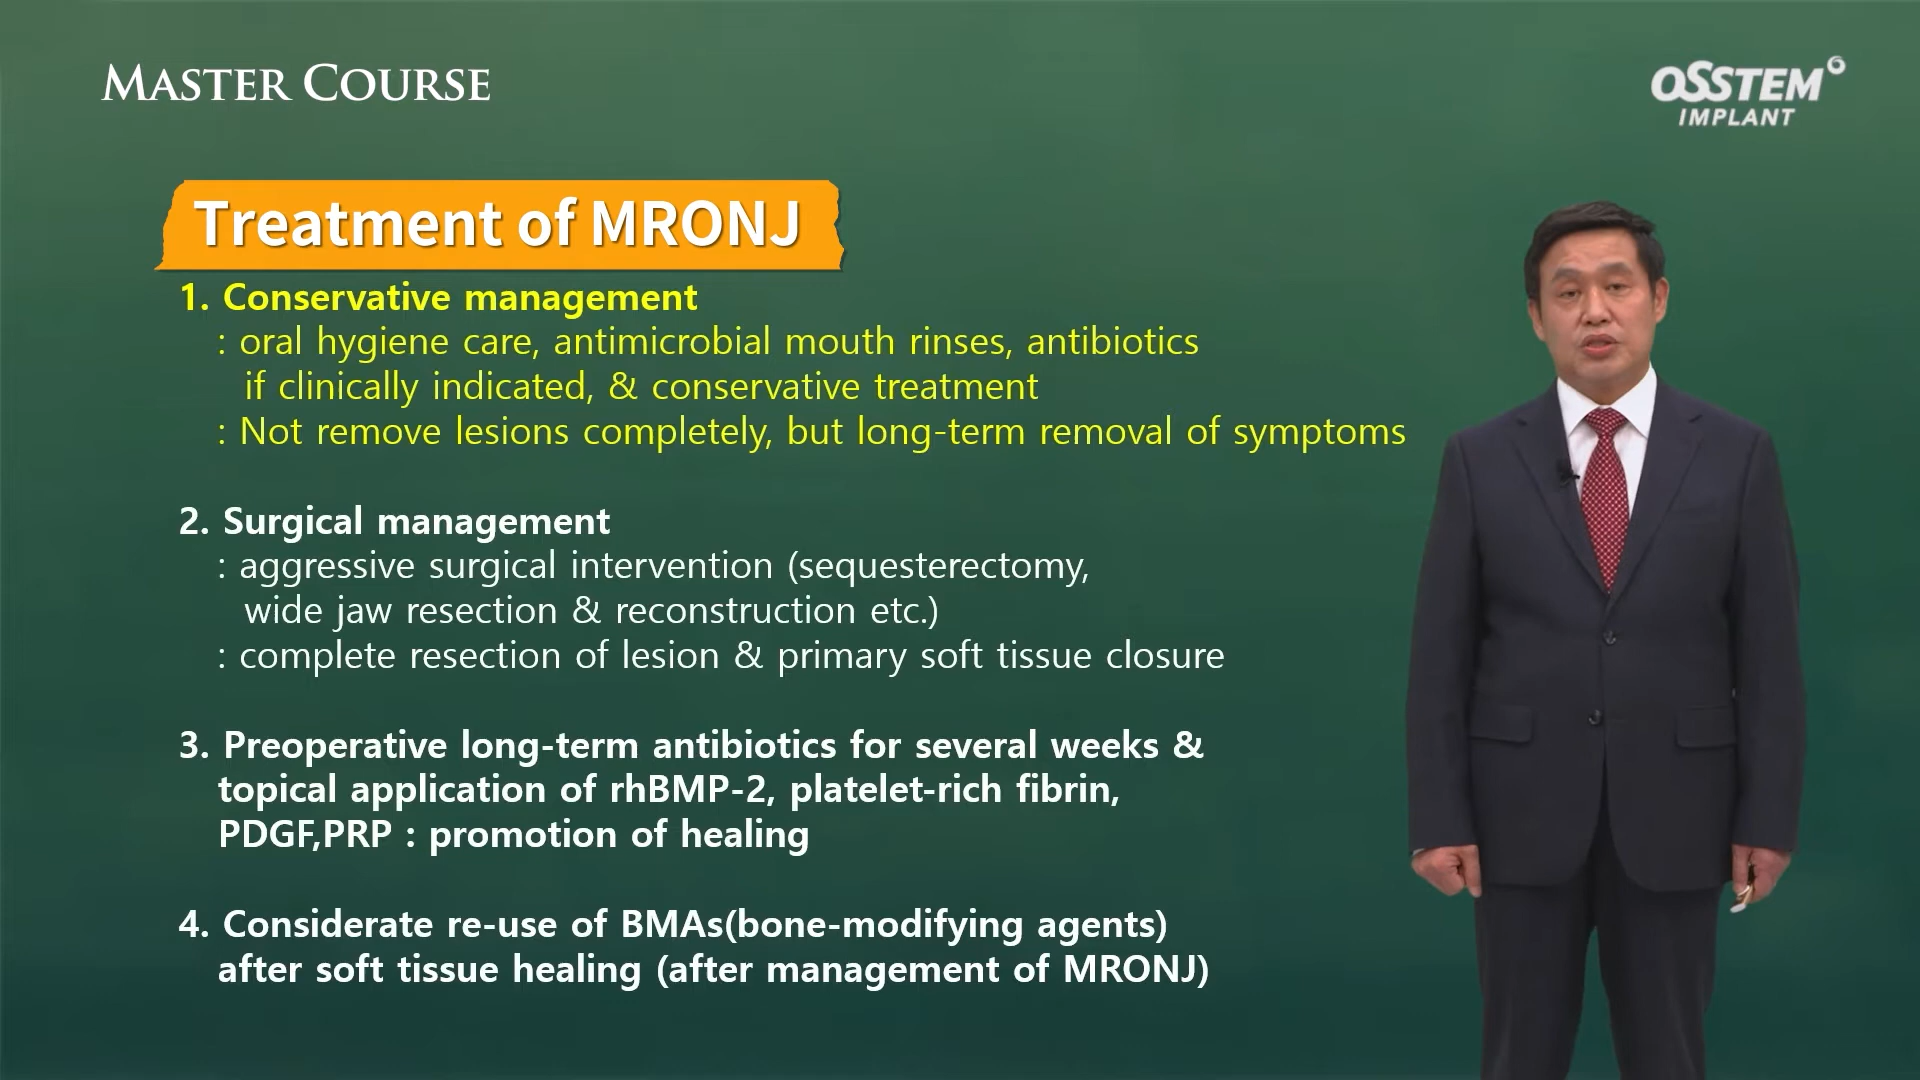 MASTER COURSE
OSSTEM
IMPLANT
Treatment of MRONJ
1. Conservative management
: oral hygiene care, antimicrobial mouth rinses, antibiotics
if clinically indicated, & conservative treatment
: Not remove lesions completely, but long-term removal of symptoms
2. Surgical management
: aggressive surgical intervention (sequesterectomy,
wide jaw resection & reconstruction etc.)
: complete resection of lesion & primary soft tissue closure
3. Preoperative long-term antibiotics for several weeks &
topical application of rhBMP-2, platelet-rich fibrin,
PDGF,PRP : promotion of healing
4. Considerate re-use of BMAs(bone-modifying agents)
after soft tissue healing (after management of MRONJ)